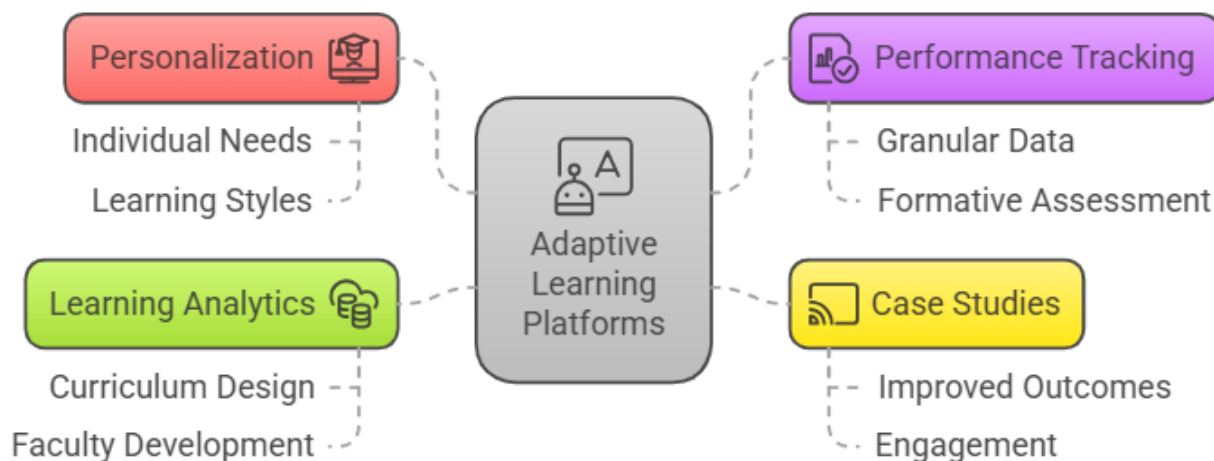 Personalization
Individual Needs
Learning Styles
Learning Analytics
Curriculum Design
Faculty Development
A
Adaptive
Learning
Platforms
Performance Tracking
Granular Data
Formative Assessment
Case Studies
Improved Outcomes
Engagement